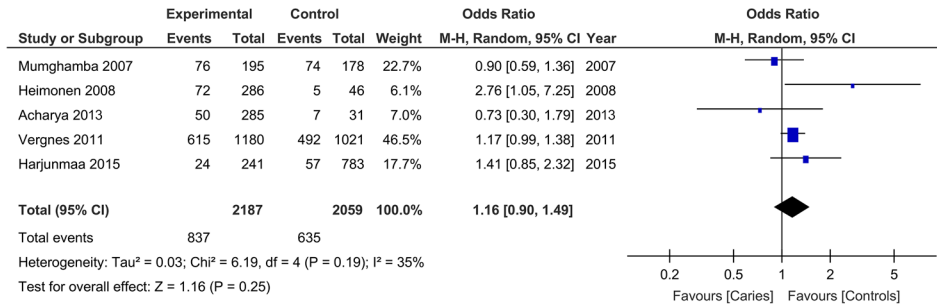 Experimental Control Odds Ratio Odds Ratio
Study or Subgroup Events Total Events Total Weight M-H, Random, 95% CI Year M-H, Random, 95% CI
Mumghamba 2007 76 195 74 178 22.7% 0.90 [0.59, 1.36] 2007
Heimonen 2008 72 286 5 46 6.1% 2.76 [1.05, 7.25] 2008
Acharya 2013 50 285 7 31 7.0% 0.73 [0.30, 1.79] 2013
Vergnes 2011 615 1180 492 1021 46.5% 1.17 [0.99, 1.38] 2011
Harjunmaa 2015 24 241 57 783 17.7% 1.41 [0.85, 2.32] 2015
Total (95% CI) 2187 2059 100.0% 1.16 [0.90, 1.49]
Total events 837 635
Heterogeneity: Tau² = 0.03; Chi² = 6.19, df = 4 (P = 0.19); I² = 35%
Test for overall effect: Z = 1.16 (P = 0.25)
0.2 0.5 1 2 5
Favours [Caries] Favours [Controls]